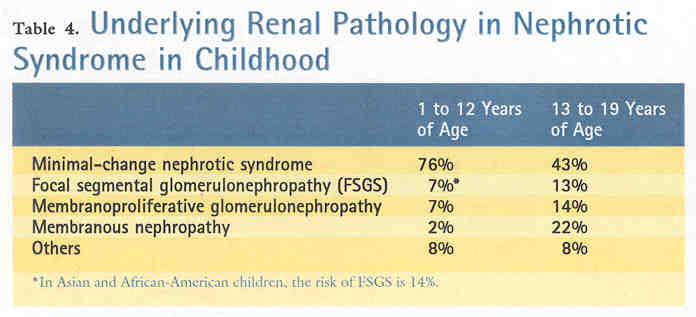 Table 4. Underlying Renal Pathology in Nephrotic
Syndrome in Childhood
1 to 12 Years 13 to 19 Years
of Age of Age
Minimal-change nephrotic syndrome 76% 43%
Focal segmental glomerulonephropathy (FSGS) 7%* 13%
Membranoproliferative glomerulonephropathy 7% 14%
Membranous nephropathy 2% 22%
Others 8% 8%
*In Asian and African-American children, the risk of FSGS is 14%.